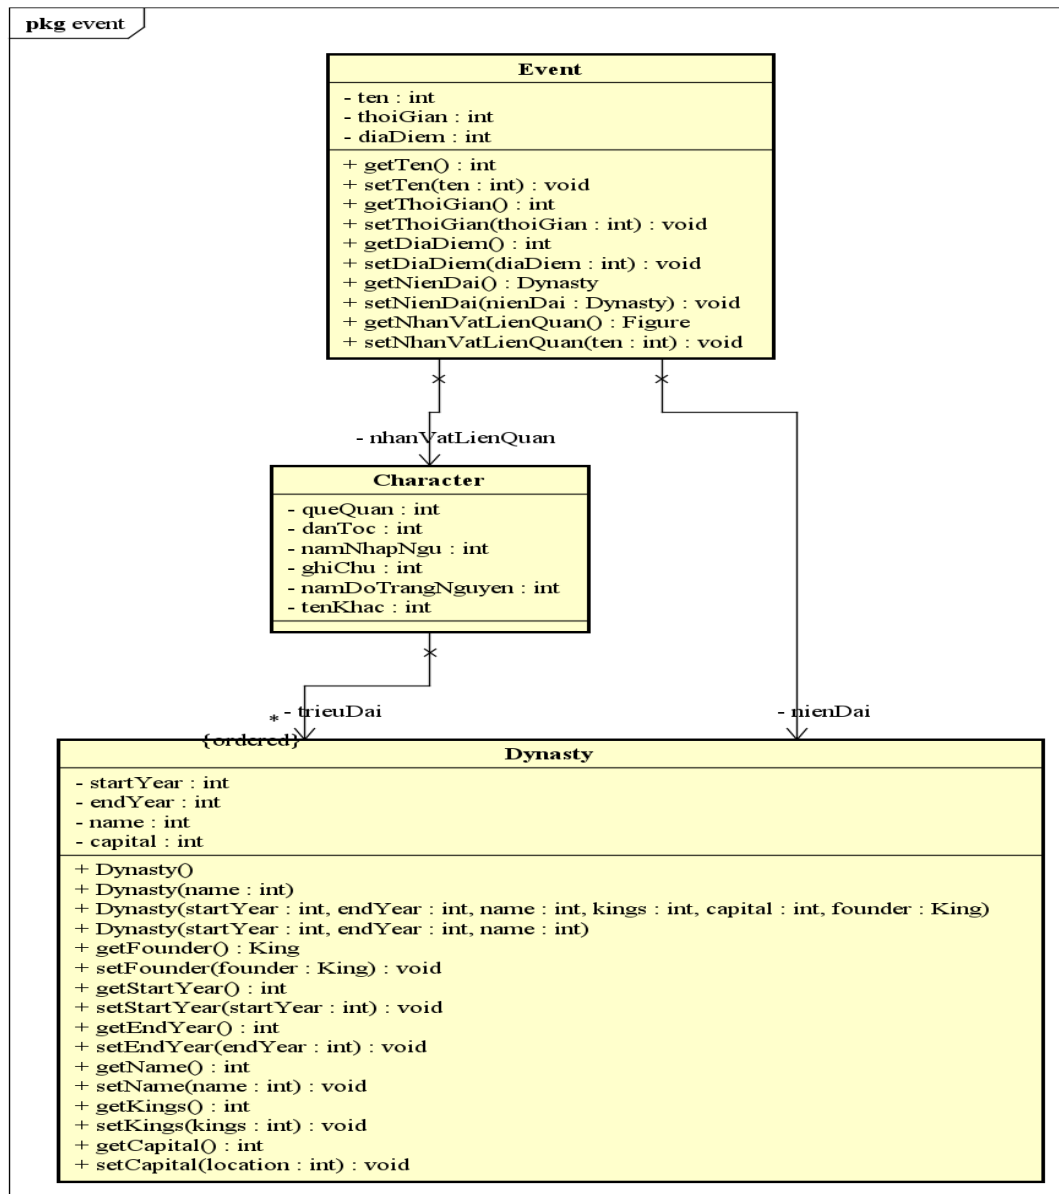 pkg event
Event
- ten : int
- thoiGian : int
- diaDiem : int
+ getTen() : int
+ setTen(ten : int) : void
+ getThoiGian() : int
+ setThoiGian(thoiGian : int) : void
+ getDiaDiem() : int
+ setDiaDiem(diaDiem : int) : void
+ getNienDai() : Dynasty
+ setNienDai(nienDai : Dynasty) : void
+ getNhanVatLienQuan() : Figure
+ setNhanVatLienQuan(ten : int) : void
- nhanVatLienQuan
Character
- queQuan : int
- danToc : int
- namNhapNgu : int
- ghiChu : int
- namDoTrangNguyen : int
- tenKhac : int
* - trieuDai
- nienDai
{ordered}
Dynasty
- startYear : int
- endYear : int
- name : int
- capital : int
+ Dynasty()
+ Dynasty(name : int)
+ Dynasty(startYear : int, endYear : int, name : int, kings : int, capital : int, founder : King)
+ Dynasty(startYear : int, endYear : int, name : int)
+ getFounder() : King
+ setFounder(founder : King) : void
+ getStartYear() : int
+ setStartYear(startYear : int) : void
+ getEndYear() : int
+ setEndYear(endYear : int) : void
+ getName() : int
+ setName(name : int) : void
+ getKings() : int
+ setKings(kings : int) : void
+ getCapital() : int
+ setCapital(location : int) : void